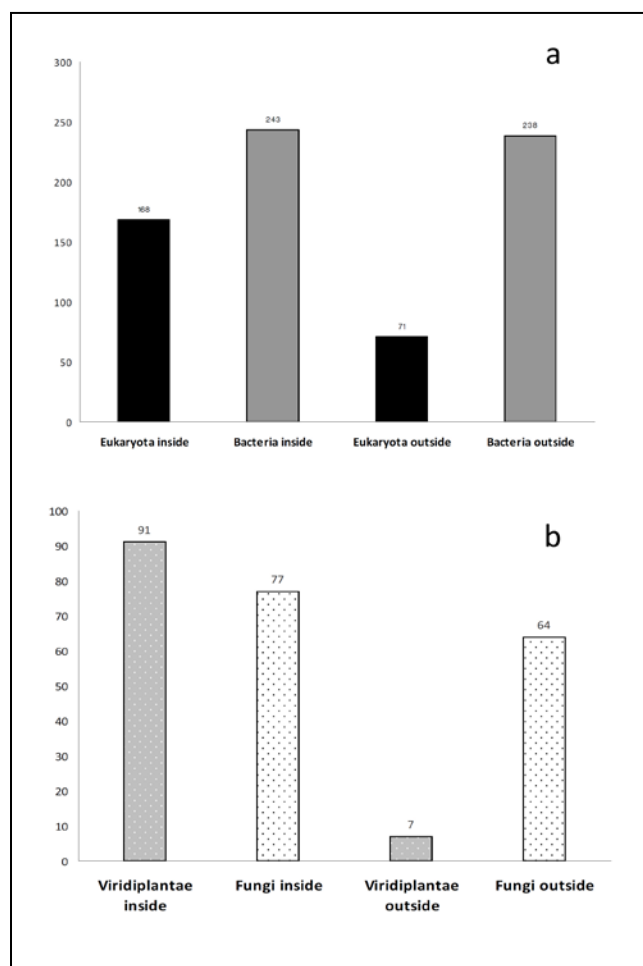 a
300
250
200
150
100
50
0
168
243
71
238
Eukaryota inside
Bacteria inside
Eukaryota outside
Bacteria outside
b
100
90
80
70
60
50
40
30
20
10
0
91
77
7
64
Viridiplantae
inside
Fungi inside
Viridiplantae
outside
Fungi outside